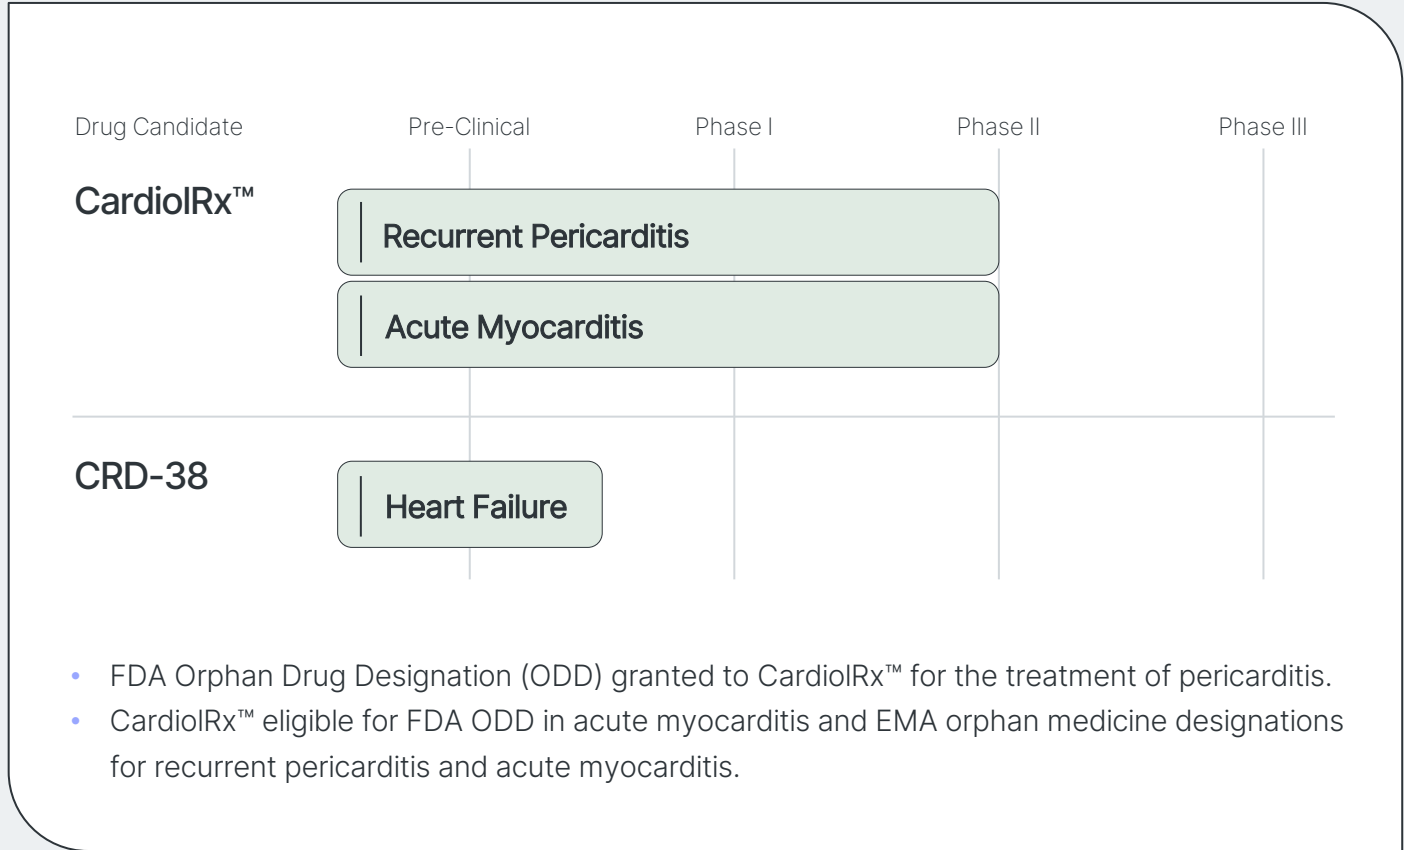 Drug Candidate Pre-Clinical Phase I Phase II Phase III
CardiolRx™
Recurrent Pericarditis
Acute Myocarditis
CRD-38
Heart Failure
• FDA Orphan Drug Designation (ODD) granted to CardiolRx™ for the treatment of pericarditis.
• CardiolRx™ eligible for FDA ODD in acute myocarditis and EMA orphan medicine designations
for recurrent pericarditis and acute myocarditis.